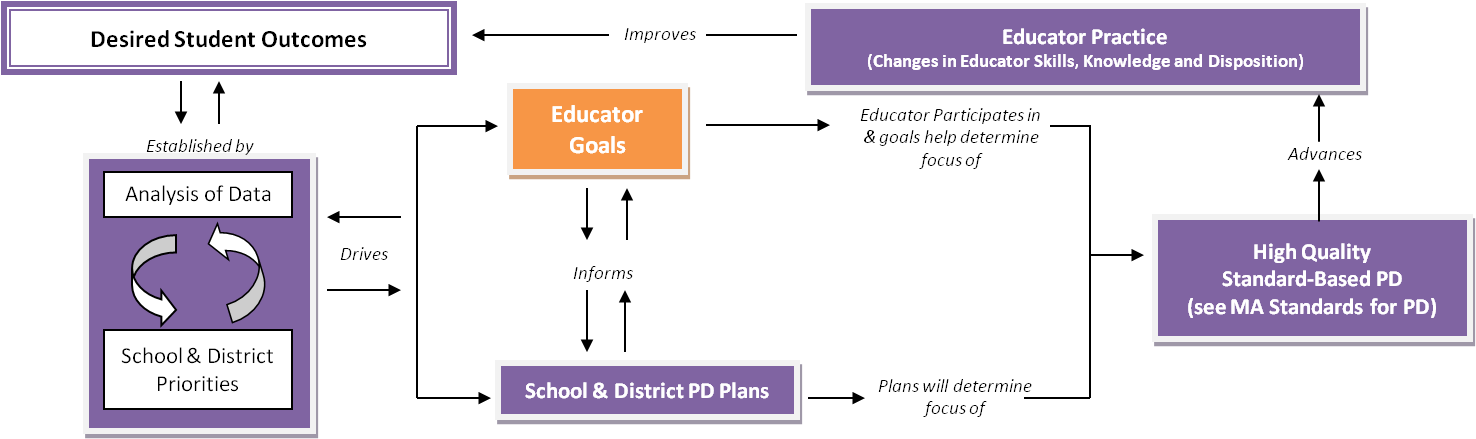 Desired Student Outcomes
Improves
Educator Practice
(Changes in Educator Skills, Knowledge and Disposition)
Established by
Analysis of Data
School & District
Priorities
Drives
Educator
Goals
Informs
School & District PD Plans
Educator Participates in
& goals help determine
focus of
Plans will determine
focus of
Advances
High Quality
Standard-Based PD
(see MA Standards for PD)